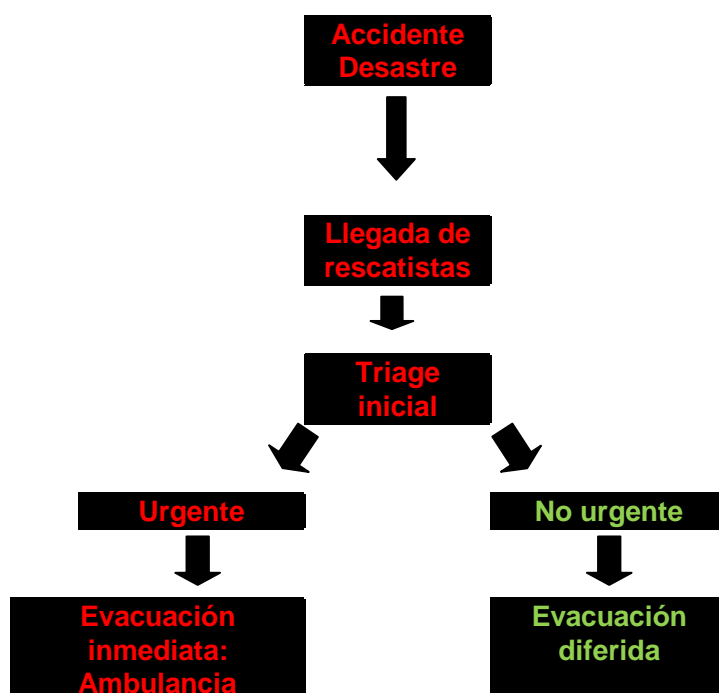 Accidente
Desastre
Llegada de
rescatistas
Triage
inicial
Urgente
No urgente
Evacuación
inmediata:
Ambulancia
Evacuación
diferida